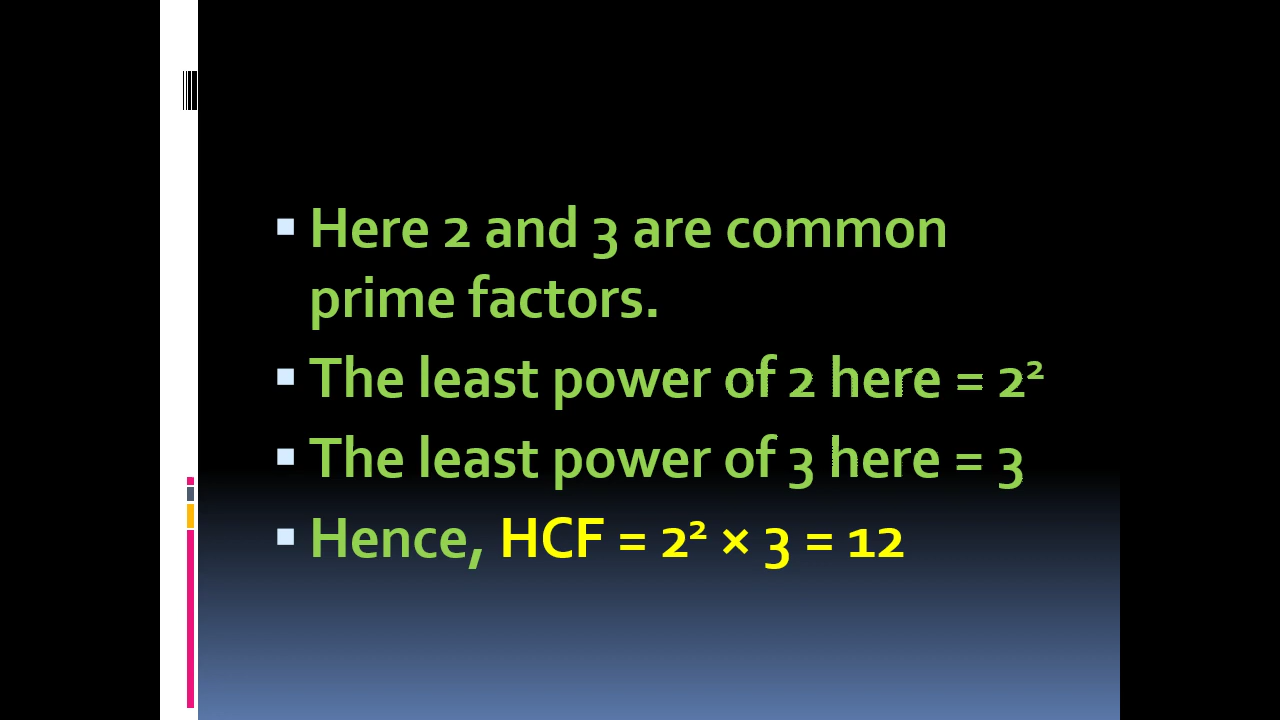 Here 2 and 3 are common
prime factors.
The least power of 2 here = 2²
The least power of 3 here = 3
Hence, HCF = 2² × 3 = 12